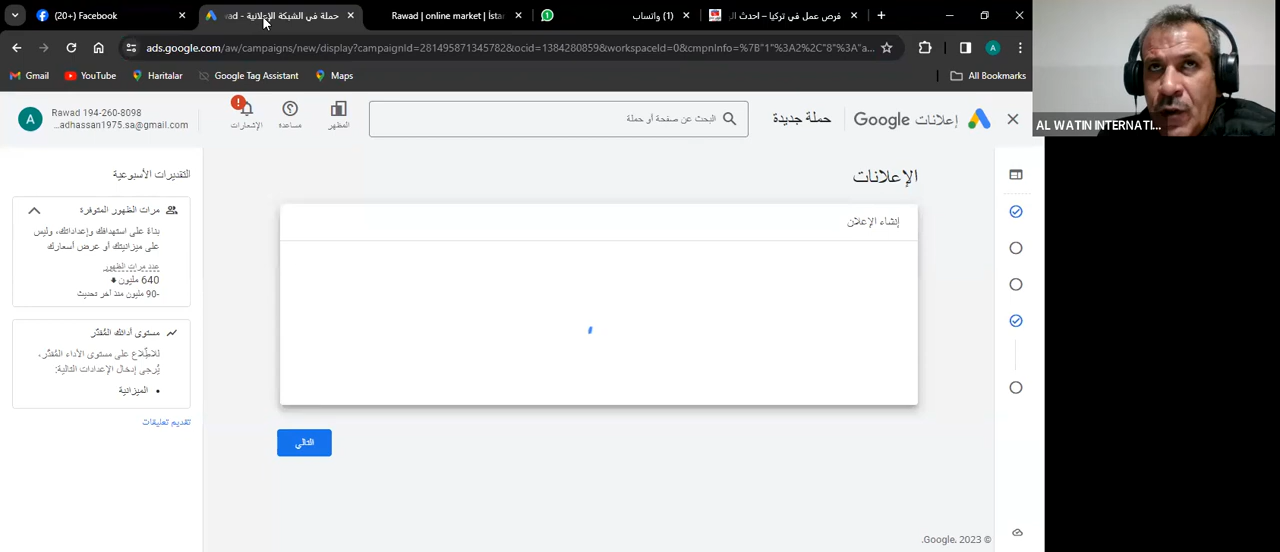 (20+) Facebook
حملة في الشبكة الإعلانية - ad
Rawad | online market | İsta
(1) واتساب
فرص عمل في تركيا – احدث ال
ads.google.com/aw/campaigns/new/display?campaignId=281495871345782&ocid=1384280859&workspaceId=0&cmpnInfo=%7B"1"%3A2%2C"8"%3A"a...
Gmail
YouTube
Haritalar
Google Tag Assistant
Maps
All Bookmarks
A
Rawad 194-260-8098
...adhassan1975.sa@gmail.com
الإشعارات
مساعدة
المظهر
البحث عن صفحة أو حملة
حملة جديدة
إعلانات Google
AL WATIN INTERNATI...
التقديرات الأسبوعية
مرات الظهور المتوفرة
بناءً على استهدافك وإعداداتك، وليس
على ميزانيتك أو عرض أسعارك
عدد مرات الظهور
640 مليون
-90 مليون منذ آخر تحديث
مستوى أدائك المُقدَّر
للاطّلاع على مستوى الأداء المُقدَّر،
يُرجى إدخال الإعدادات التالية:
• الميزانية
تقديم تعليقات
الإعلانات
إنشاء الإعلان
التالي
© Google. 2023.